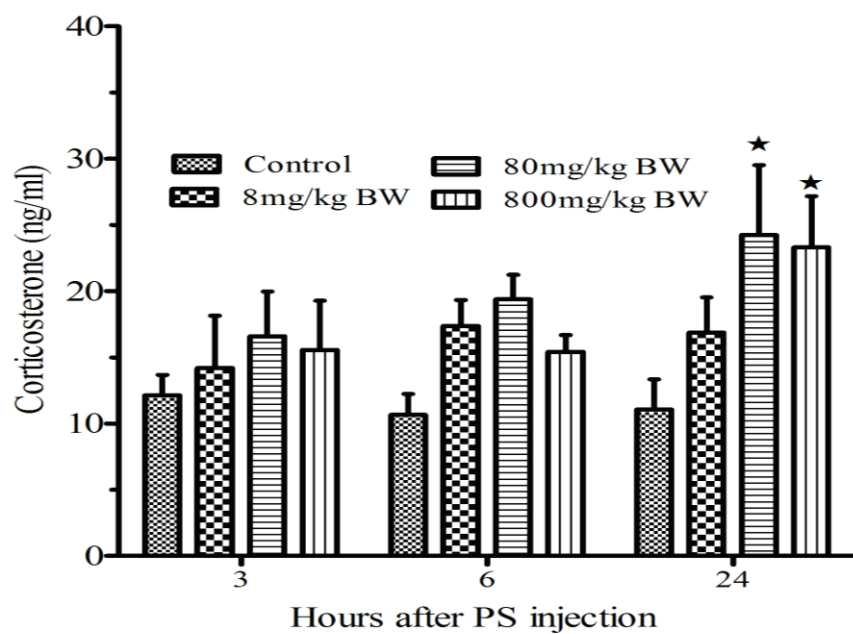 40
30
20
10
0
Corticosterone (ng/ml)
Control
8mg/kg BW
80mg/kg BW
800mg/kg BW
★
★
3
6
24
Hours after PS injection